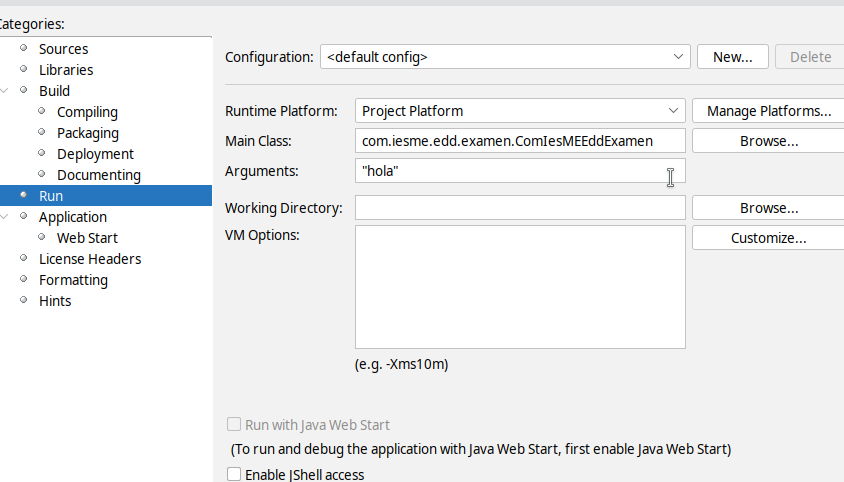 Categories:
Sources
Libraries
Build
Compiling
Packaging
Deployment
Documenting
Run
Application
Web Start
License Headers
Formatting
Hints
Configuration: <default config> New... Delete
Runtime Platform: Project Platform Manage Platforms...
Main Class: com.iesme.edd.examen.ComIesMEEddExamen Browse...
Arguments: "hola"
Working Directory: Browse...
VM Options: Customize...
(e.g. -Xms10m)
Run with Java Web Start
(To run and debug the application with Java Web Start, first enable Java Web Start)
Enable JShell access